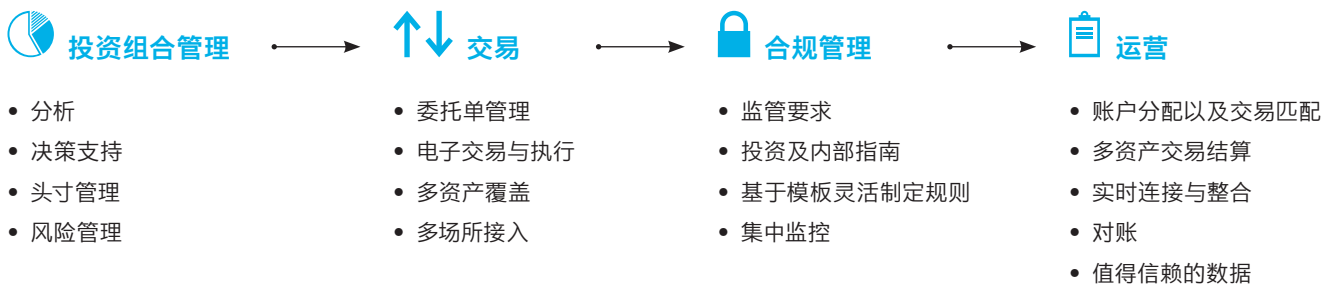 投资组合管理
• 分析
• 决策支持
• 头寸管理
• 风险管理
交易
• 委托单管理
• 电子交易与执行
• 多资产覆盖
• 多场所接入
合规管理
• 监管要求
• 投资及内部指南
• 基于模板灵活制定规则
• 集中监控
运营
• 账户分配以及交易匹配
• 多资产交易结算
• 实时连接与整合
• 对账
• 值得信赖的数据